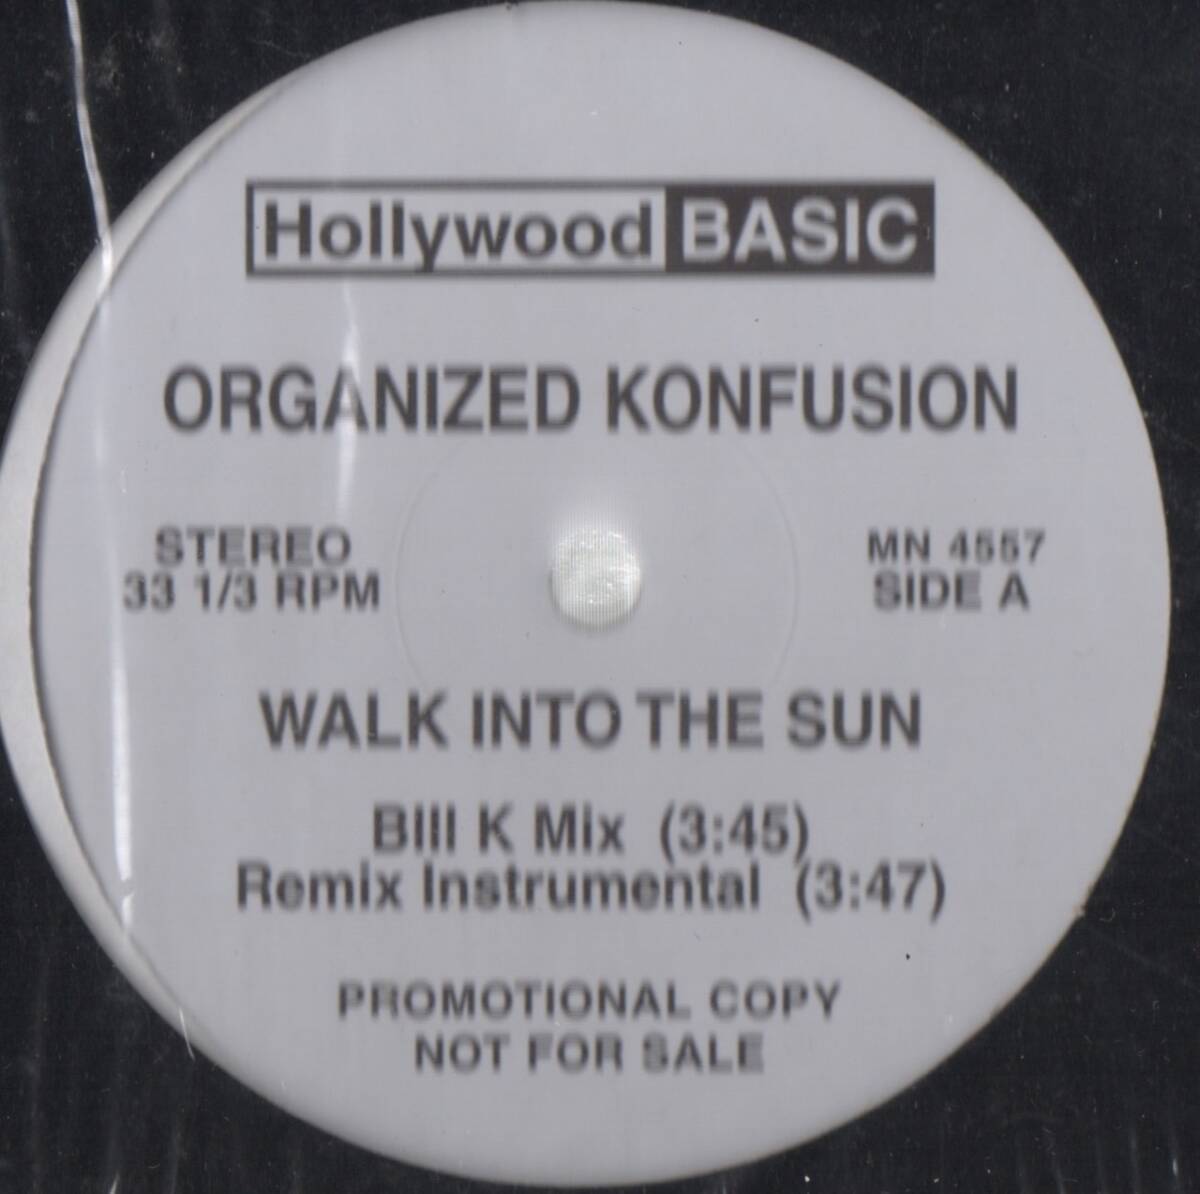 Hollywood BASIC
ORGANIZED KONFUSION
STEREO
33 1/3 RPM
MN 4557
SIDE A
WALK INTO THE SUN
Bill K Mix (3:45)
Remix Instrumental (3:47)
PROMOTIONAL COPY
NOT FOR SALE